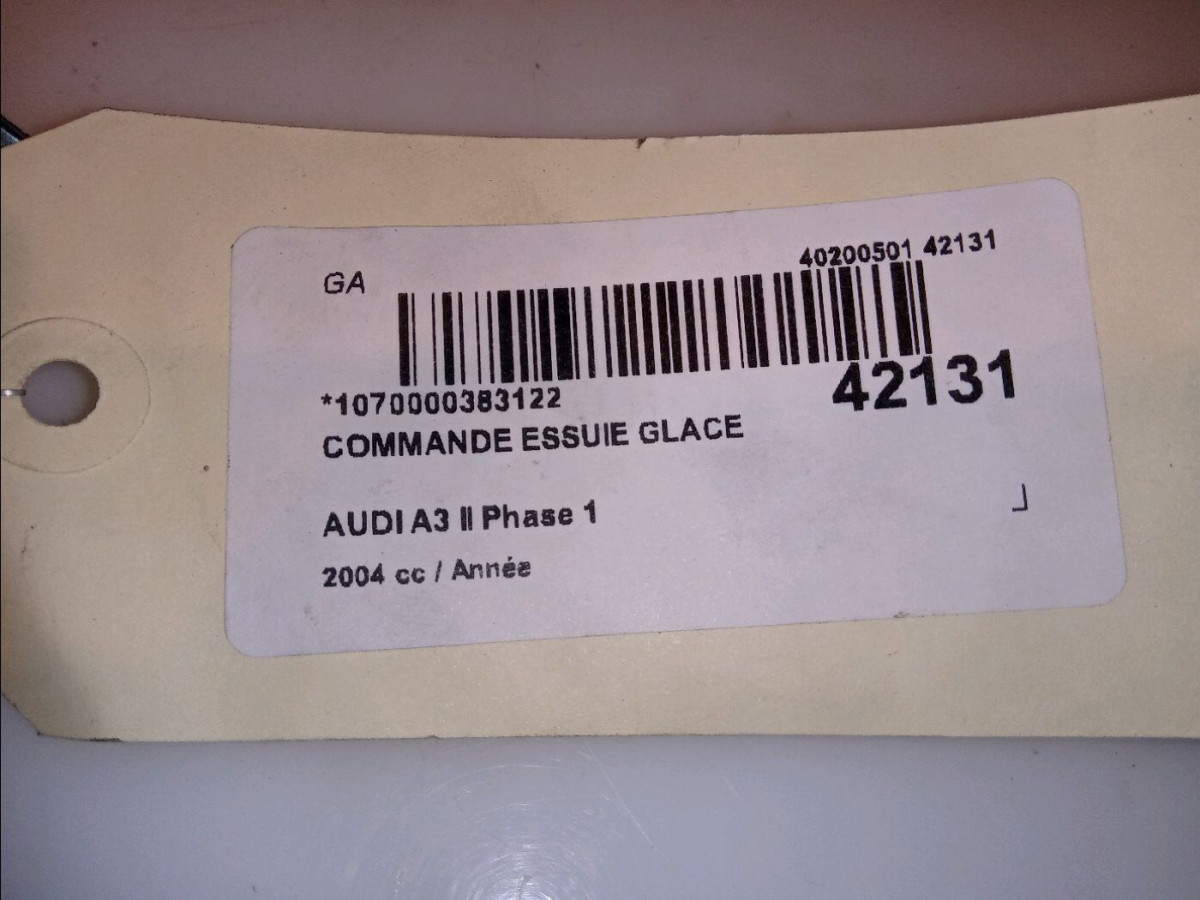 GA
40200501 42131
*1070000383122
42131
COMMANDE ESSUIE GLACE
AUDI A3 II Phase 1
2004 cc / Année